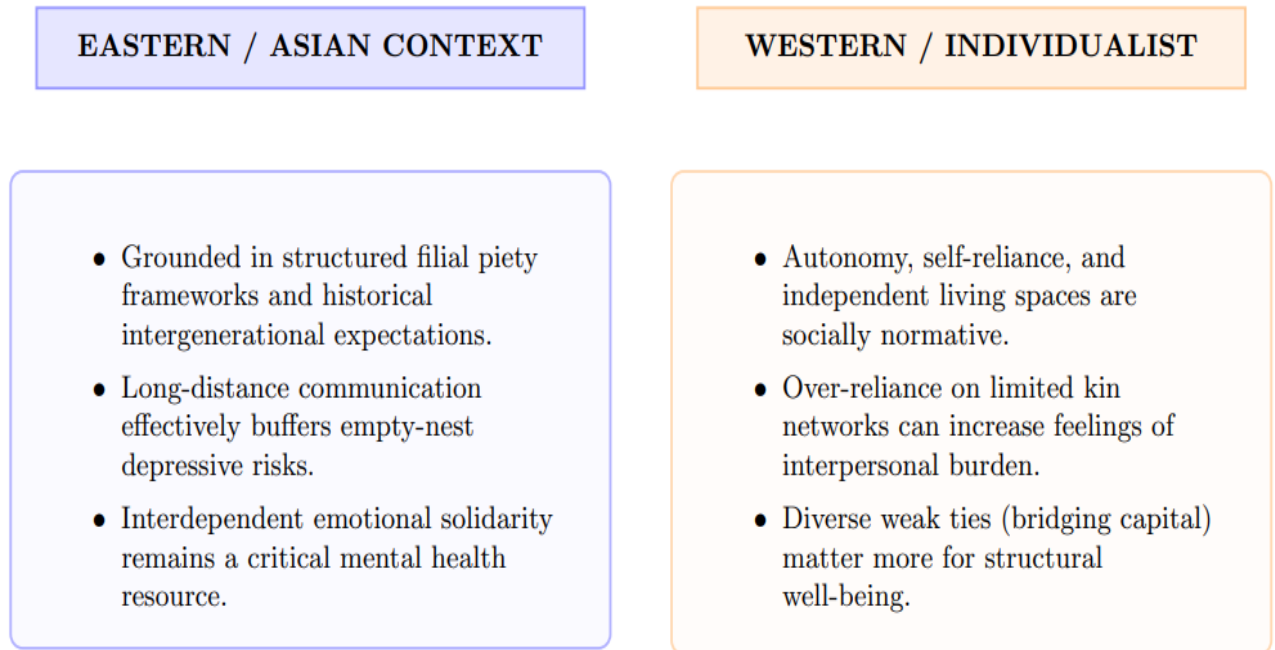 EASTERN / ASIAN CONTEXT
• Grounded in structured filial piety
frameworks and historical
intergenerational expectations.
• Long-distance communication
effectively buffers empty-nest
depressive risks.
• Interdependent emotional solidarity
remains a critical mental health
resource.
WESTERN / INDIVIDUALIST
• Autonomy, self-reliance, and
independent living spaces are
socially normative.
• Over-reliance on limited kin
networks can increase feelings of
interpersonal burden.
• Diverse weak ties (bridging capital)
matter more for structural
well-being.